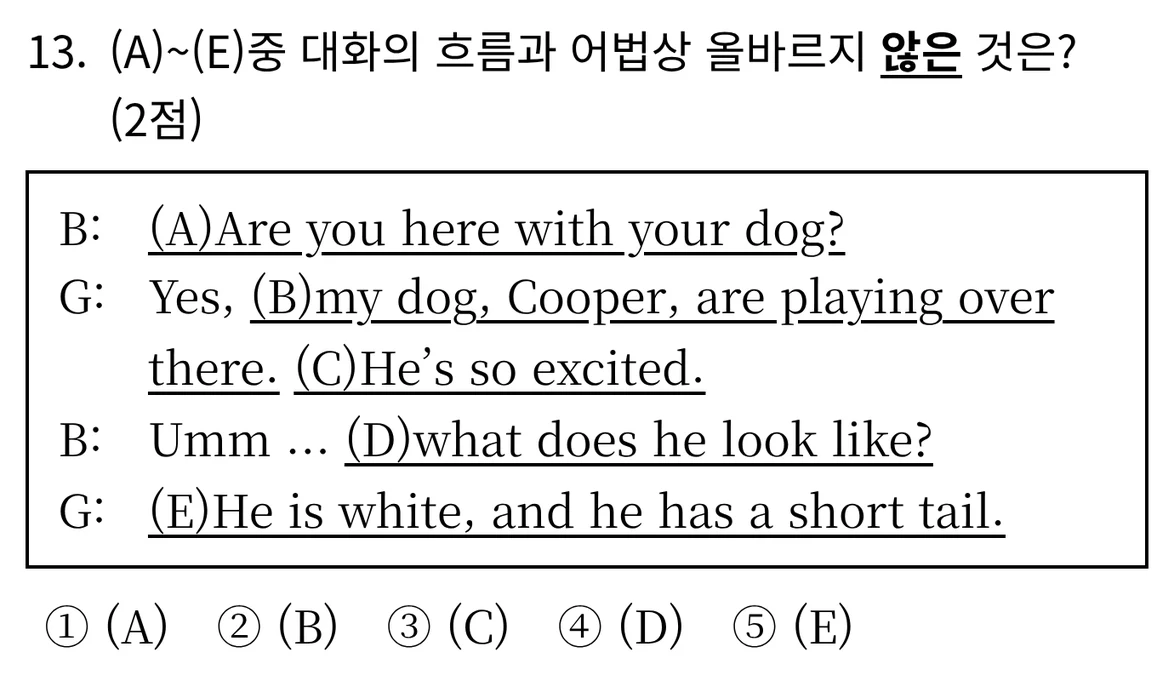 13. (A)~(E)중 대화의 흐름과 어법상 올바르지 않은 것은?
(2점)
B: (A)Are you here with your dog?
G: Yes, (B)my dog, Cooper, are playing over
there. (C)He’s so excited.
B: Umm ... (D)what does he look like?
G: (E)He is white, and he has a short tail.
① (A) ② (B) ③ (C) ④ (D) ⑤ (E)